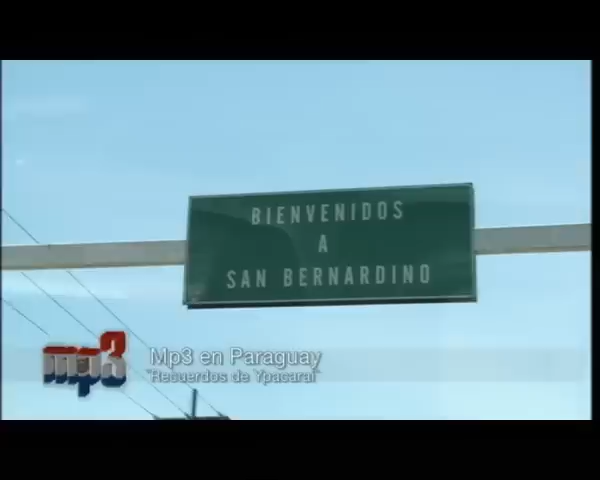 BIENVENIDOS
A
SAN BERNARDINO
mp3
Mp3 en Paraguay
"Recuerdos de Ypacaraí"